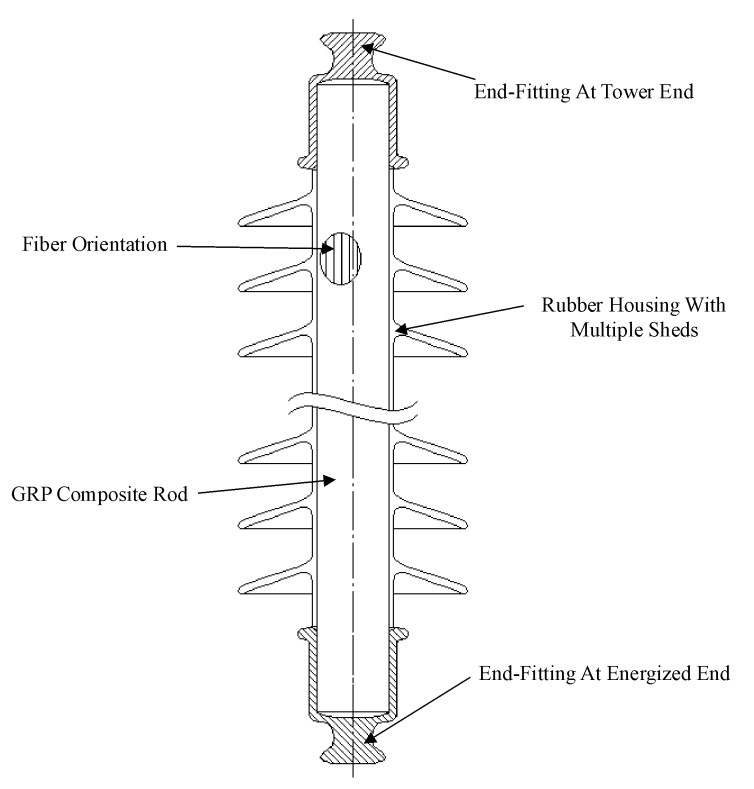 End-Fitting At Tower End
Fiber Orientation
Rubber Housing With
Multiple Sheds
GRP Composite Rod
End-Fitting At Energized End